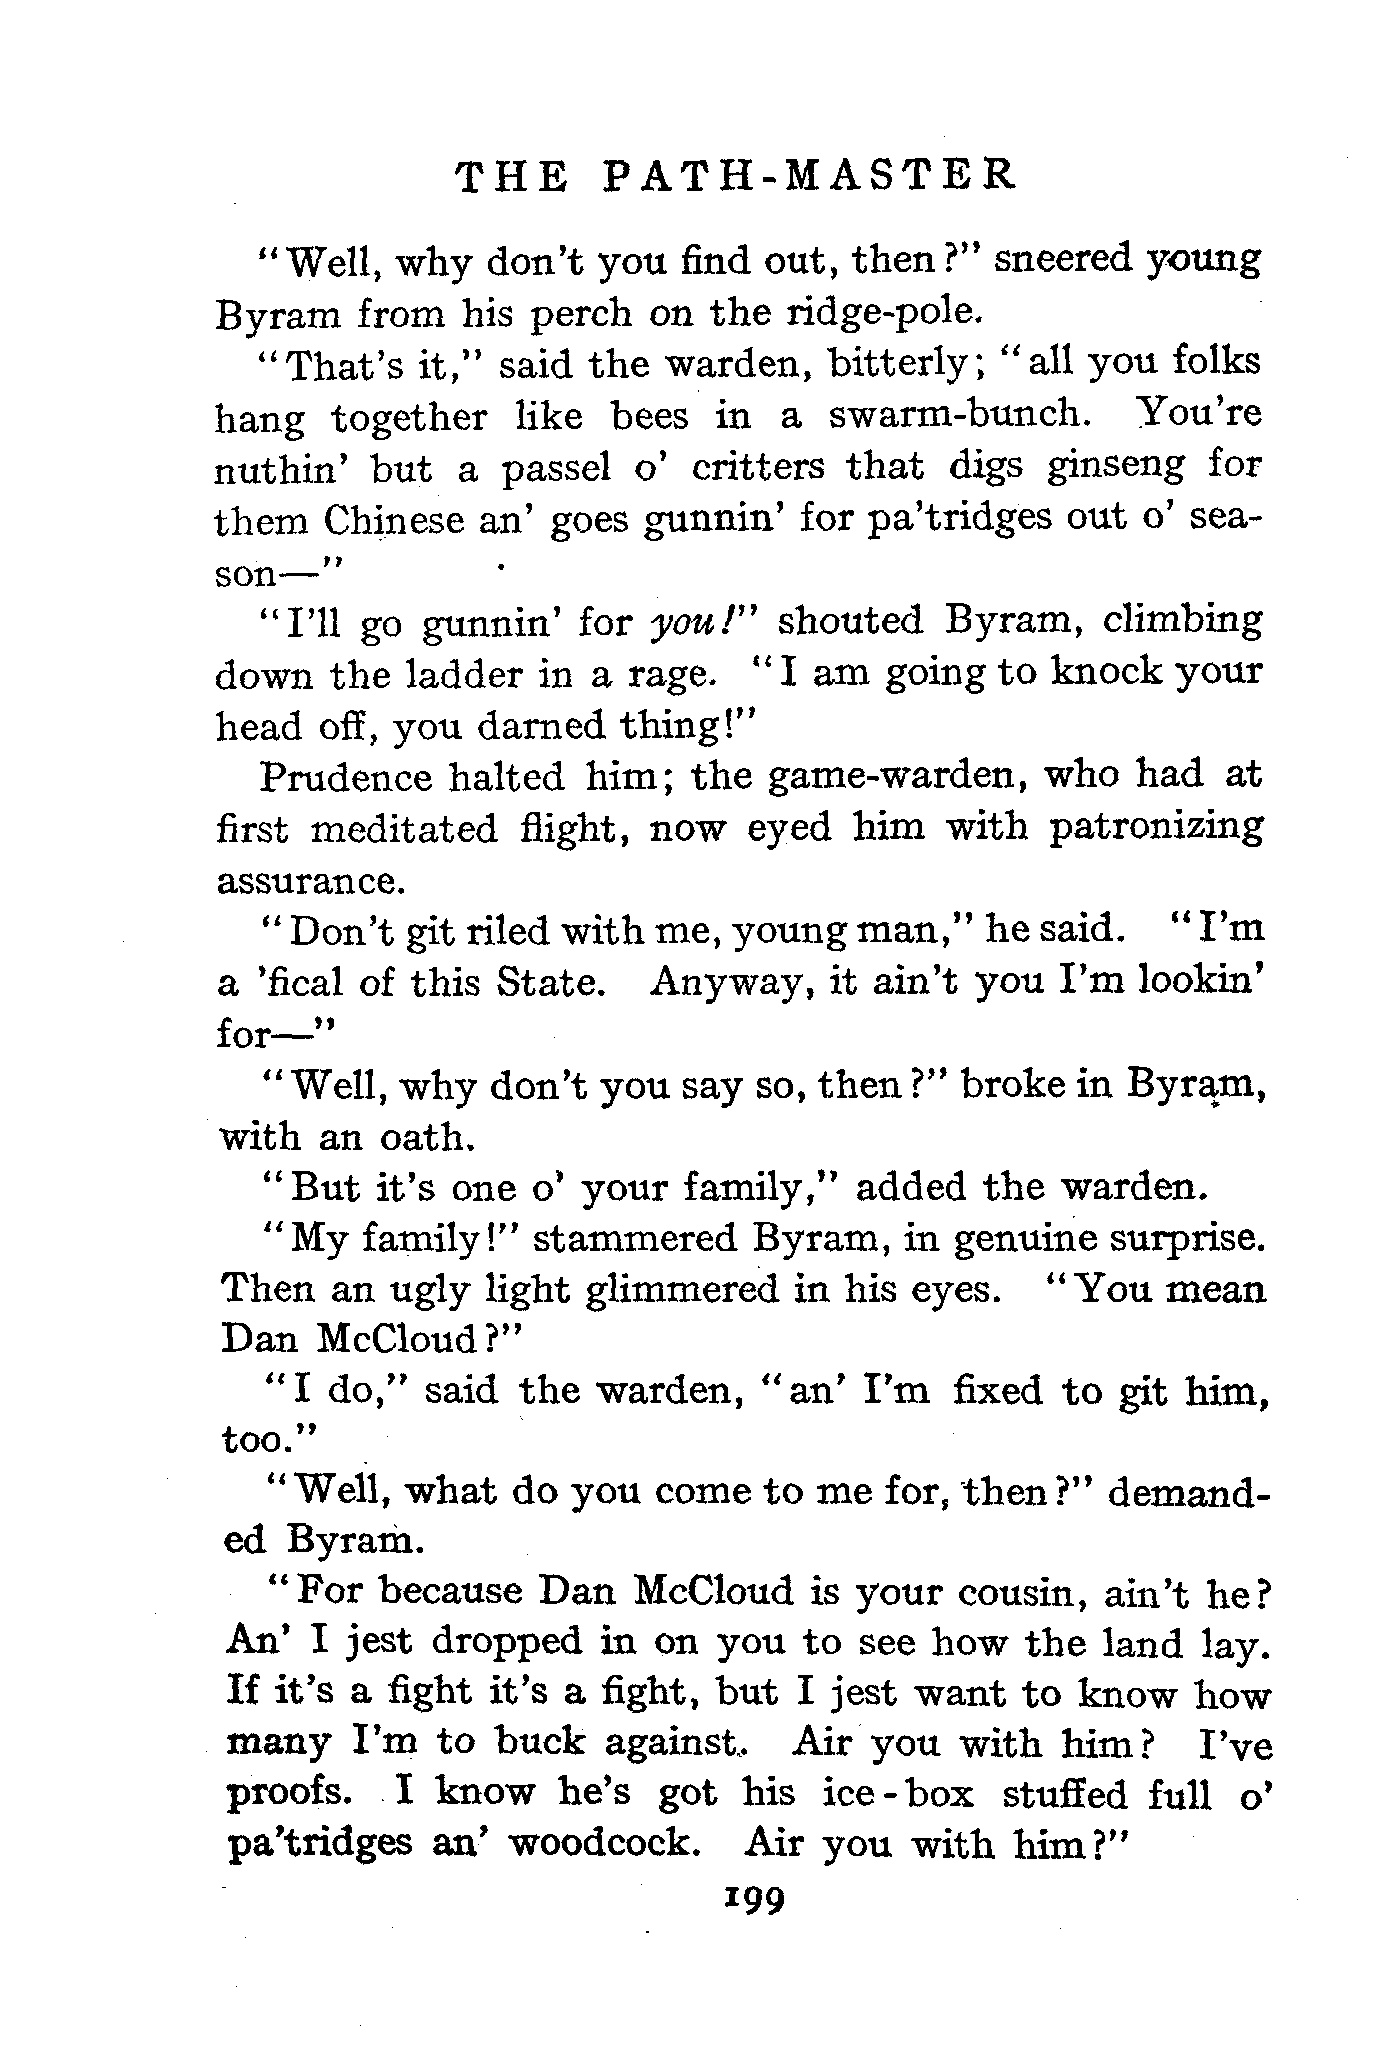 THE PATH-MASTER
"Well, why don't you find out, then?" sneered young
Byram from his perch on the ridge-pole.
"That's it," said the warden, bitterly; "all you folks
hang together like bees in a swarm-bunch. You're
nuthin' but a passel o' critters that digs ginseng for
them Chinese an' goes gunnin' for pa'tridges out o' sea-
son—"
"I'll go gunnin' for you!" shouted Byram, climbing
down the ladder in a rage. "I am going to knock your
head off, you darned thing!"
Prudence halted him; the game-warden, who had at
first meditated flight, now eyed him with patronizing
assurance.
"Don't git riled with me, young man," he said. "I'm
a 'fical of this State. Anyway, it ain't you I'm lookin'
for—"
"Well, why don't you say so, then?" broke in Byram,
with an oath.
"But it's one o' your family," added the warden.
"My family!" stammered Byram, in genuine surprise.
Then an ugly light glimmered in his eyes. "You mean
Dan McCloud?"
"I do," said the warden, "an' I'm fixed to git him,
too."
"Well, what do you come to me for, then?" demand-
ed Byram.
"For because Dan McCloud is your cousin, ain't he?
An' I jest dropped in on you to see how the land lay.
If it's a fight it's a fight, but I jest want to know how
many I'm to buck against. Air you with him? I've
proofs. I know he's got his ice-box stuffed full o'
pa'tridges an' woodcock. Air you with him?"
199